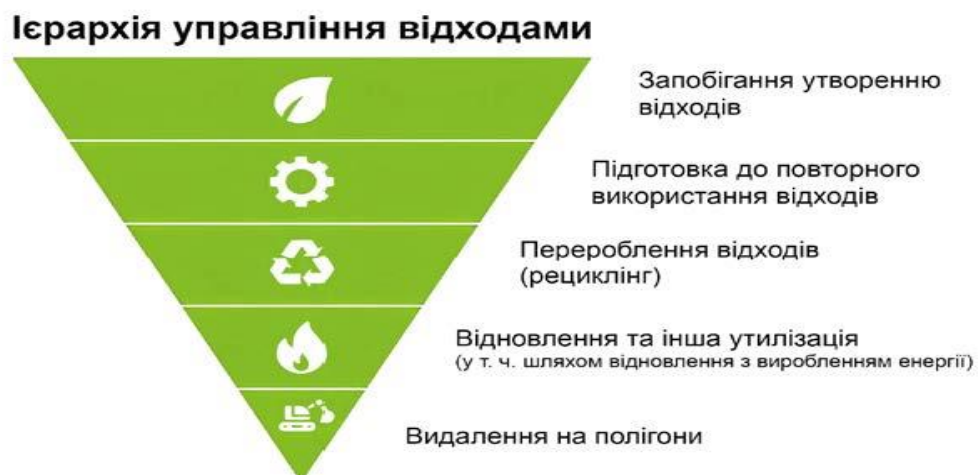 Ієрархія управління відходами
Запобігання утворенню
відходів
Підготовка до повторного
використання відходів
Перероблення відходів
(рециклінг)
Відновлення та інша утилізація
(у т. ч. шляхом відновлення з виробленням енергії)
Видалення на полігони